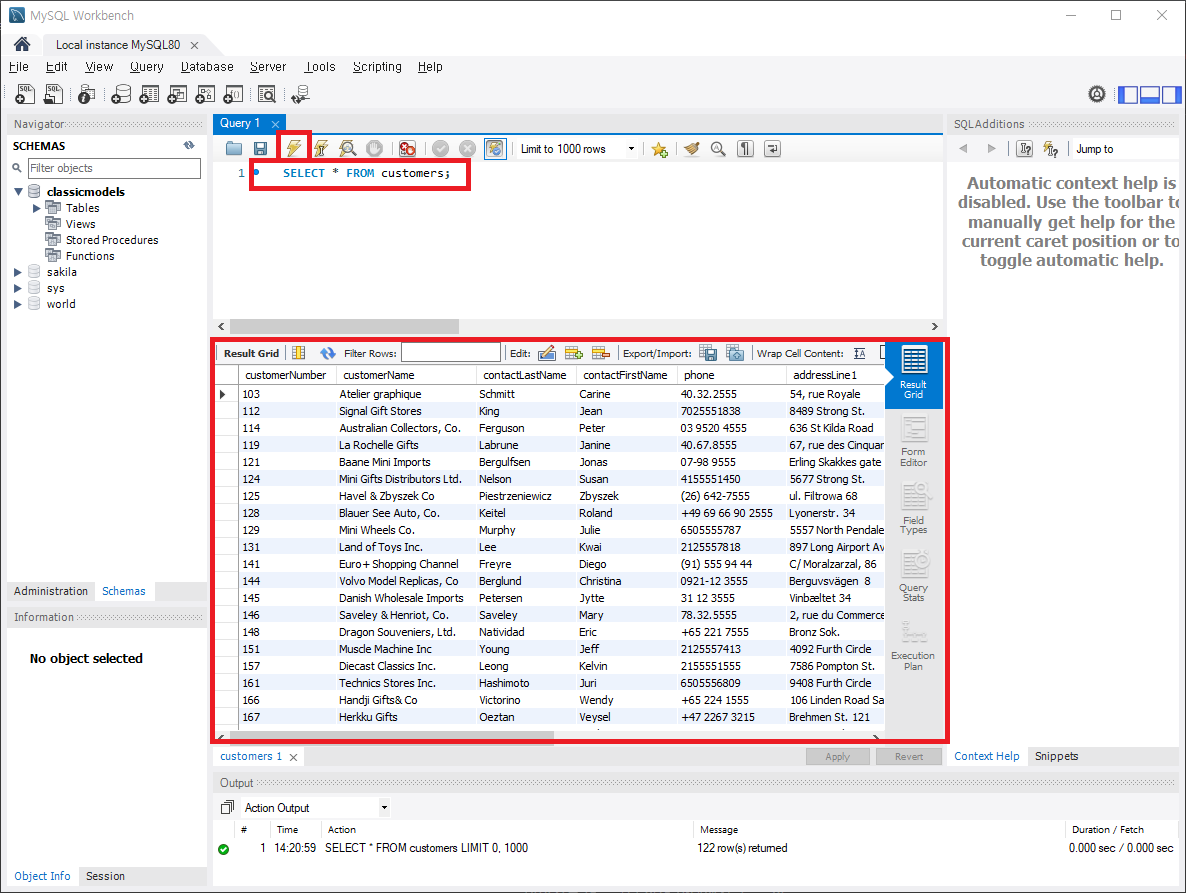 MySQL Workbench
Local instance MySQL80
File Edit View Query Database Server Tools Scripting Help
Navigator
SCHEMAS
Filter objects
classicmodels
Tables
Views
Stored Procedures
Functions
sakila
sys
world
Administration Schemas
Information
No object selected
Object Info Session
Query 1
Limit to 1000 rows
1 SELECT * FROM customers;
Result Grid Filter Rows: Edit: Export/Import: Wrap Cell Content:
customerNumber customerName contactLastName contactFirstName phone addressLine1
103 Atelier graphique Schmitt Carine 40.32.2555 54, rue Royale
112 Signal Gift Stores King Jean 7025551838 8489 Strong St.
114 Australian Collectors, Co. Ferguson Peter 03 9520 4555 636 St Kilda Road
119 La Rochelle Gifts Labrune Janine 40.67.8555 67, rue des Cinquan
121 Baane Mini Imports Bergulfsen Jonas 07-98 9555 Erling Skakkes gate
124 Mini Gifts Distributors Ltd. Nelson Susan 4155551450 5677 Strong St.
125 Havel & Zbyszek Co Piestrzeniewicz Zbyszek (26) 642-7555 ul. Filtrowa 68
128 Blauer See Auto, Co. Keitel Roland +49 69 66 90 2555 Lyonerstr. 34
129 Mini Wheels Co. Murphy Julie 6505555787 5557 North Pendale
131 Land of Toys Inc. Lee Kwai 2125557818 897 Long Airport Av
141 Euro+ Shopping Channel Freyre Diego (91) 555 94 44 C/ Moralzarzal, 86
144 Volvo Model Replicas, Co Berglund Christina 0921-12 3555 Berguvsvägen 8
145 Danish Wholesale Imports Petersen Jytte 31 12 3555 Vinbæltet 34
146 Saveley & Henriot, Co. Saveley Mary 78.32.5555 2, rue du Commerce
148 Dragon Souveniers, Ltd. Natividad Eric +65 221 7555 Bronz Sok.
151 Muscle Machine Inc Young Jeff 2125557413 4092 Furth Circle
157 Diecast Classics Inc. Leong Kelvin 2155551555 7586 Pompton St.
161 Technics Stores Inc. Hashimoto Juri 6505556809 9408 Furth Circle
166 Handji Gifts& Co Victorino Wendy +65 224 1555 106 Linden Road Sa
167 Herkku Gifts Oeztan Veysel +47 2267 3215 Brehmen St. 121
Result
Grid
Form
Editor
Field
Types
Query
Stats
Execution
Plan
customers 1
Apply Revert
SQLAdditions
Jump to
Automatic context help is
disabled. Use the toolbar to
manually get help for the
current caret position or to
toggle automatic help.
Context Help Snippets
Output
Action Output
# Time Action Message Duration / Fetch
1 14:20:59 SELECT * FROM customers LIMIT 0, 1000 122 row(s) returned 0.000 sec / 0.000 sec